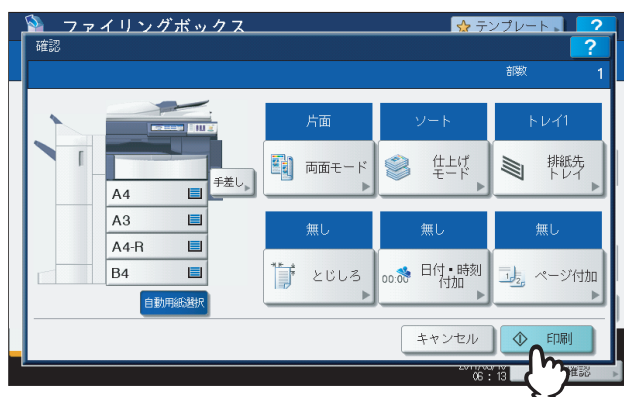 ファイリングボックス
テンプレート
?
確認
?
部数 1
片面
ソート
トレイ1
両面モード
仕上げ
モード
排紙先
トレイ
手差し
A4
A3
A4-R
B4
自動用紙選択
無し
無し
無し
とじしろ
00:00
日付・時刻
付加
1
2
ページ付加
キャンセル
印刷
06 : 13
確認